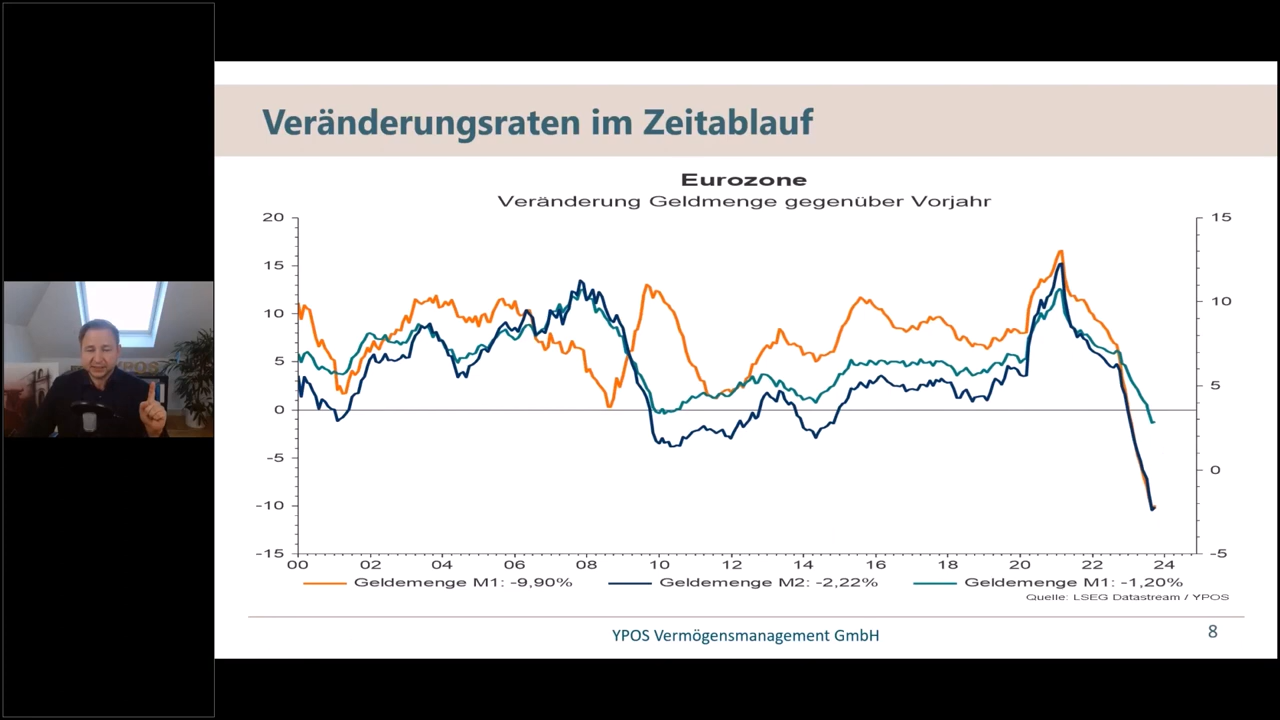 Veränderungsraten im Zeitablauf
Eurozone
Veränderung Geldmenge gegenüber Vorjahr
20
15
10
5
0
-5
-10
-15
15
10
5
0
-5
00 02 04 06 08 10 12 14 16 18 20 22 24
Geldemenge M1: -9,90% Geldemenge M2: -2,22% Geldemenge M1: -1,20%
Quelle: LSEG Datastream / YPOS
YPOS Vermögensmanagement GmbH
8
YPOS